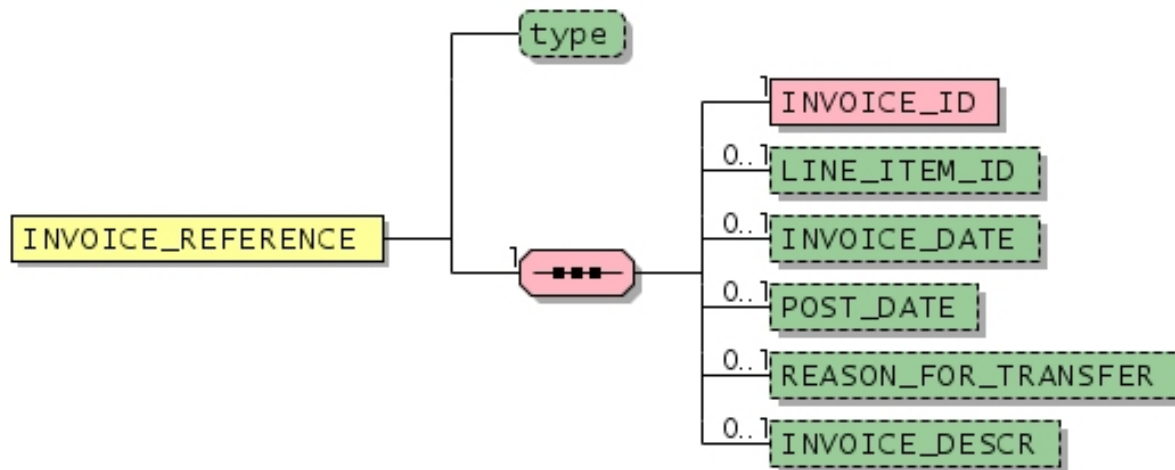 type
1
INVOICE_ID
0..1
LINE_ITEM_ID
INVOICE_REFERENCE
1
0..1
INVOICE_DATE
0..1
POST_DATE
0..1
REASON_FOR_TRANSFER
0..1
INVOICE_DESCR